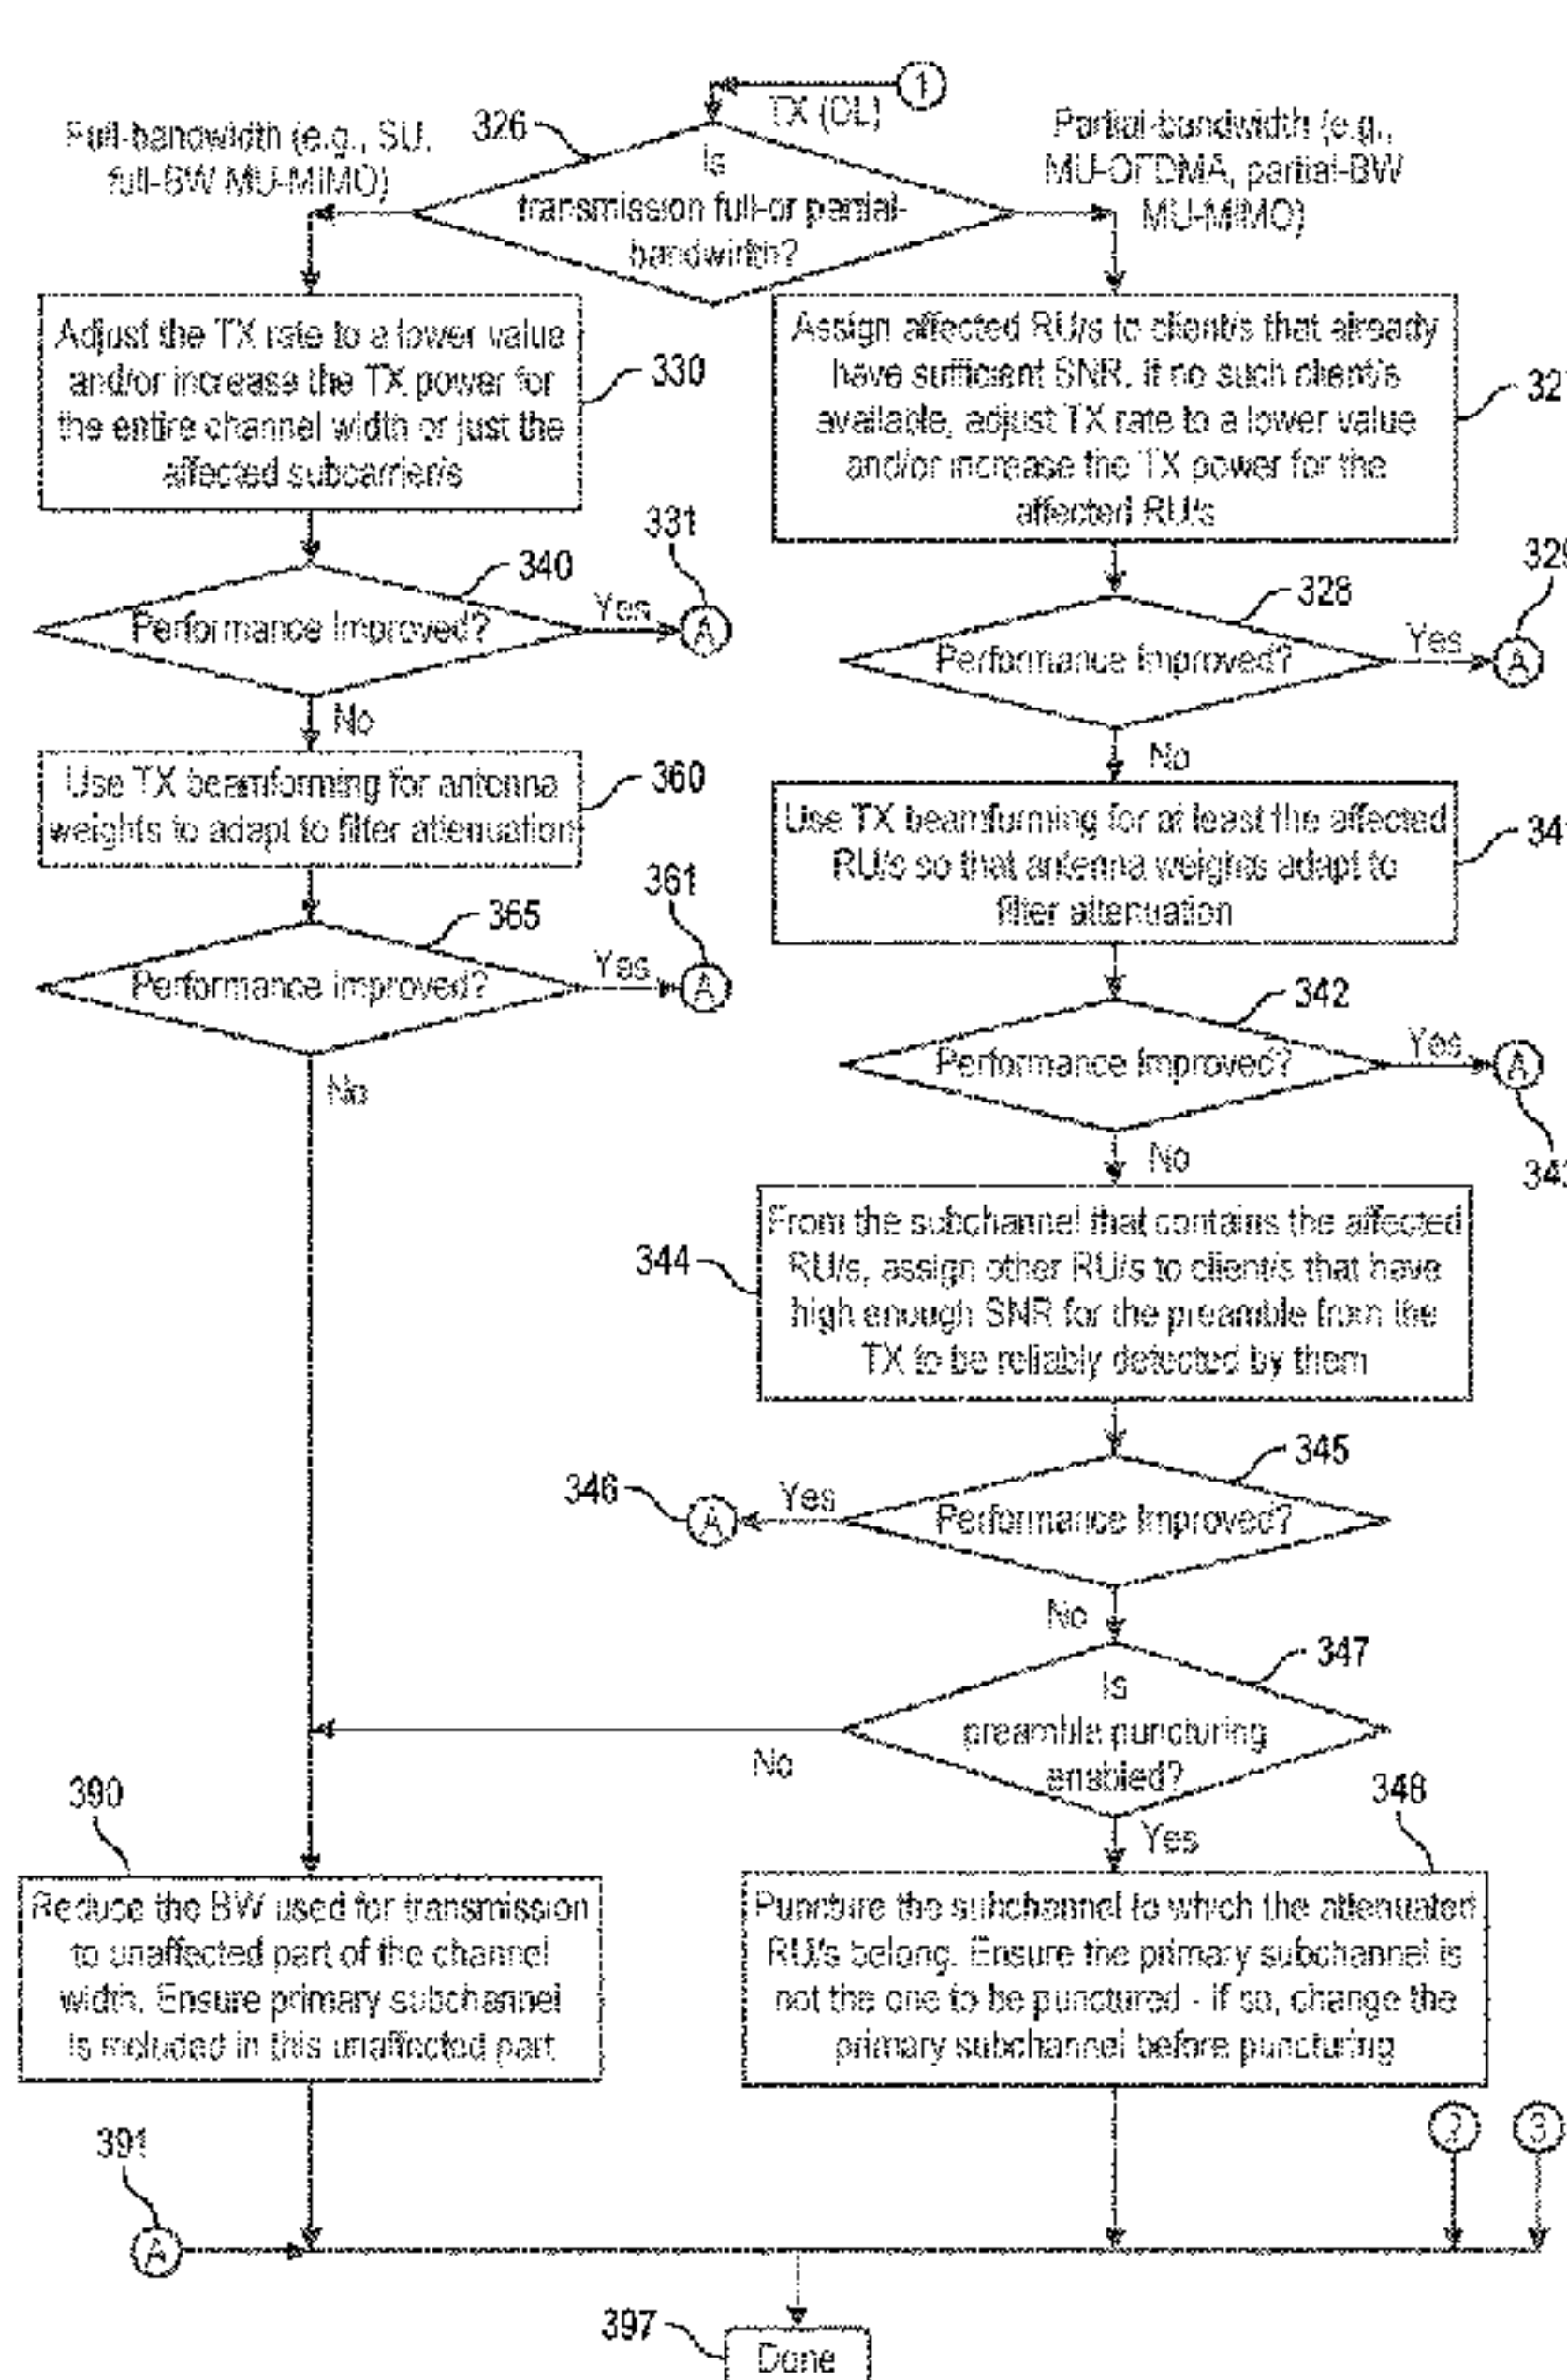 1
TX (DL)
326
Full-bandwidth (e.g., SU,
full-BW MU-MIMO)
Partial-bandwidth (e.g.,
MU-OFDMA, partial-BW
MU-MIMO)
Is
transmission full-or partial-
bandwidth?
Adjust the TX rate to a lower value
and/or increase the TX power for
the entire channel width or just the
affected subcarrier/s
330
Assign affected RU/s to client/s that already
have sufficient SNR. If no such client/s
available, adjust TX rate to a lower value
and/or increase the TX power for the
affected RU/s
340
Performance Improved?
Yes
331
A
No
328
Performance Improved?
Yes
329
A
No
Use TX beamforming for antenna
weights to adapt to filter attenuation
360
Use TX beamforming for at least the affected
RU/s so that antenna weights adapt to
filter attenuation
365
Performance improved?
Yes
361
A
No
342
Performance Improved?
Yes
A
No
344
From the subchannel that contains the affected
RU/s, assign other RU/s to client/s that have
high enough SNR for the preamble from the
TX to be reliably detected by them
345
Performance Improved?
Yes
346
A
No
347
Is
preamble puncturing
enabled?
No
Yes
390
Reduce the BW used for transmission
to unaffected part of the channel
width. Ensure primary subchannel
is included in this unaffected part
348
Puncture the subchannel to which the attenuated
RU/s belong. Ensure the primary subchannel is
not the one to be punctured - if so, change the
primary subchannel before puncturing
2
3
391
A
397
Done